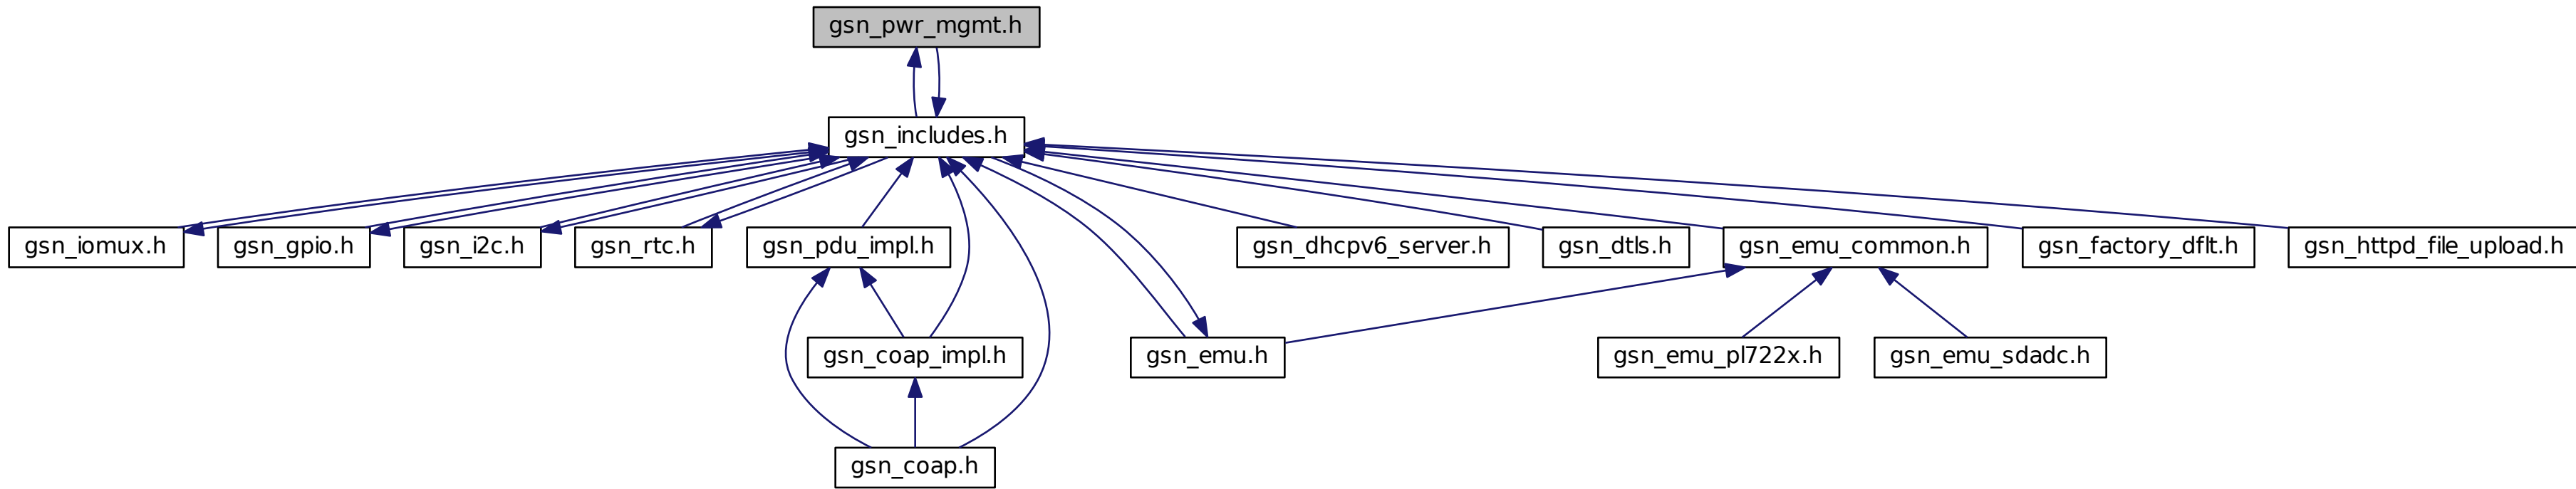 gsn_pwr_mgmt.h
gsn_includes.h
gsn_iomux.h
gsn_gpio.h
gsn_i2c.h
gsn_rtc.h
gsn_pdu_impl.h
gsn_dhcpv6_server.h
gsn_dtls.h
gsn_emu_common.h
gsn_factory_dflt.h
gsn_httpd_file_upload.h
gsn_coap_impl.h
gsn_emu.h
gsn_emu_pl722x.h
gsn_emu_sdadc.h
gsn_coap.h